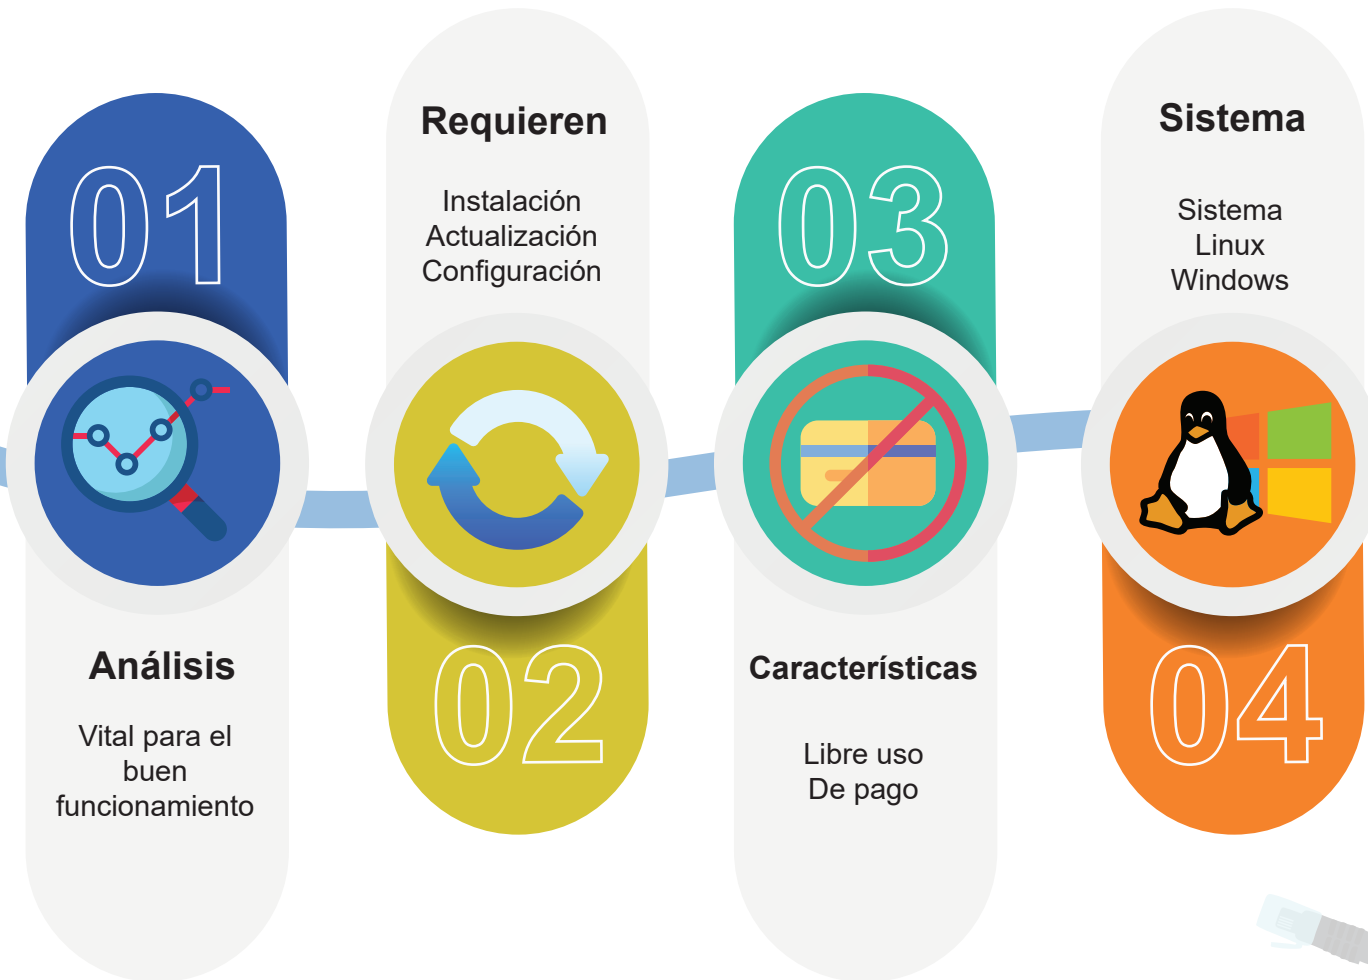 01
Análisis
Vital para el
buen
funcionamiento
Requieren
Instalación
Actualización
Configuración
02
03
Características
Libre uso
De pago
Sistema
Sistema
Linux
Windows
04